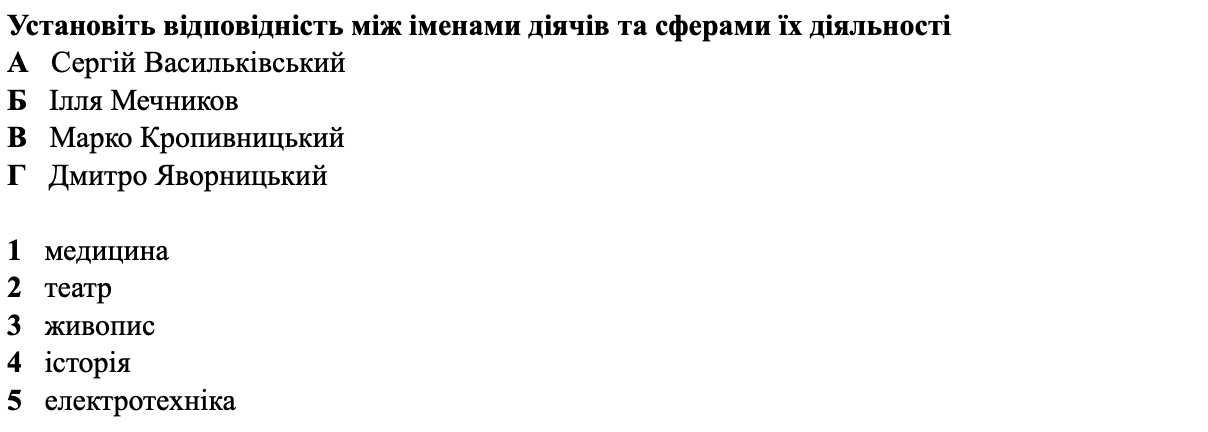 Установіть відповідність між іменами діячів та сферами їх діяльності
А Сергій Васильківський
Б Ілля Мечников
В Марко Кропивницький
Г Дмитро Яворницький
1 медицина
2 театр
3 живопис
4 історія
5 електротехніка